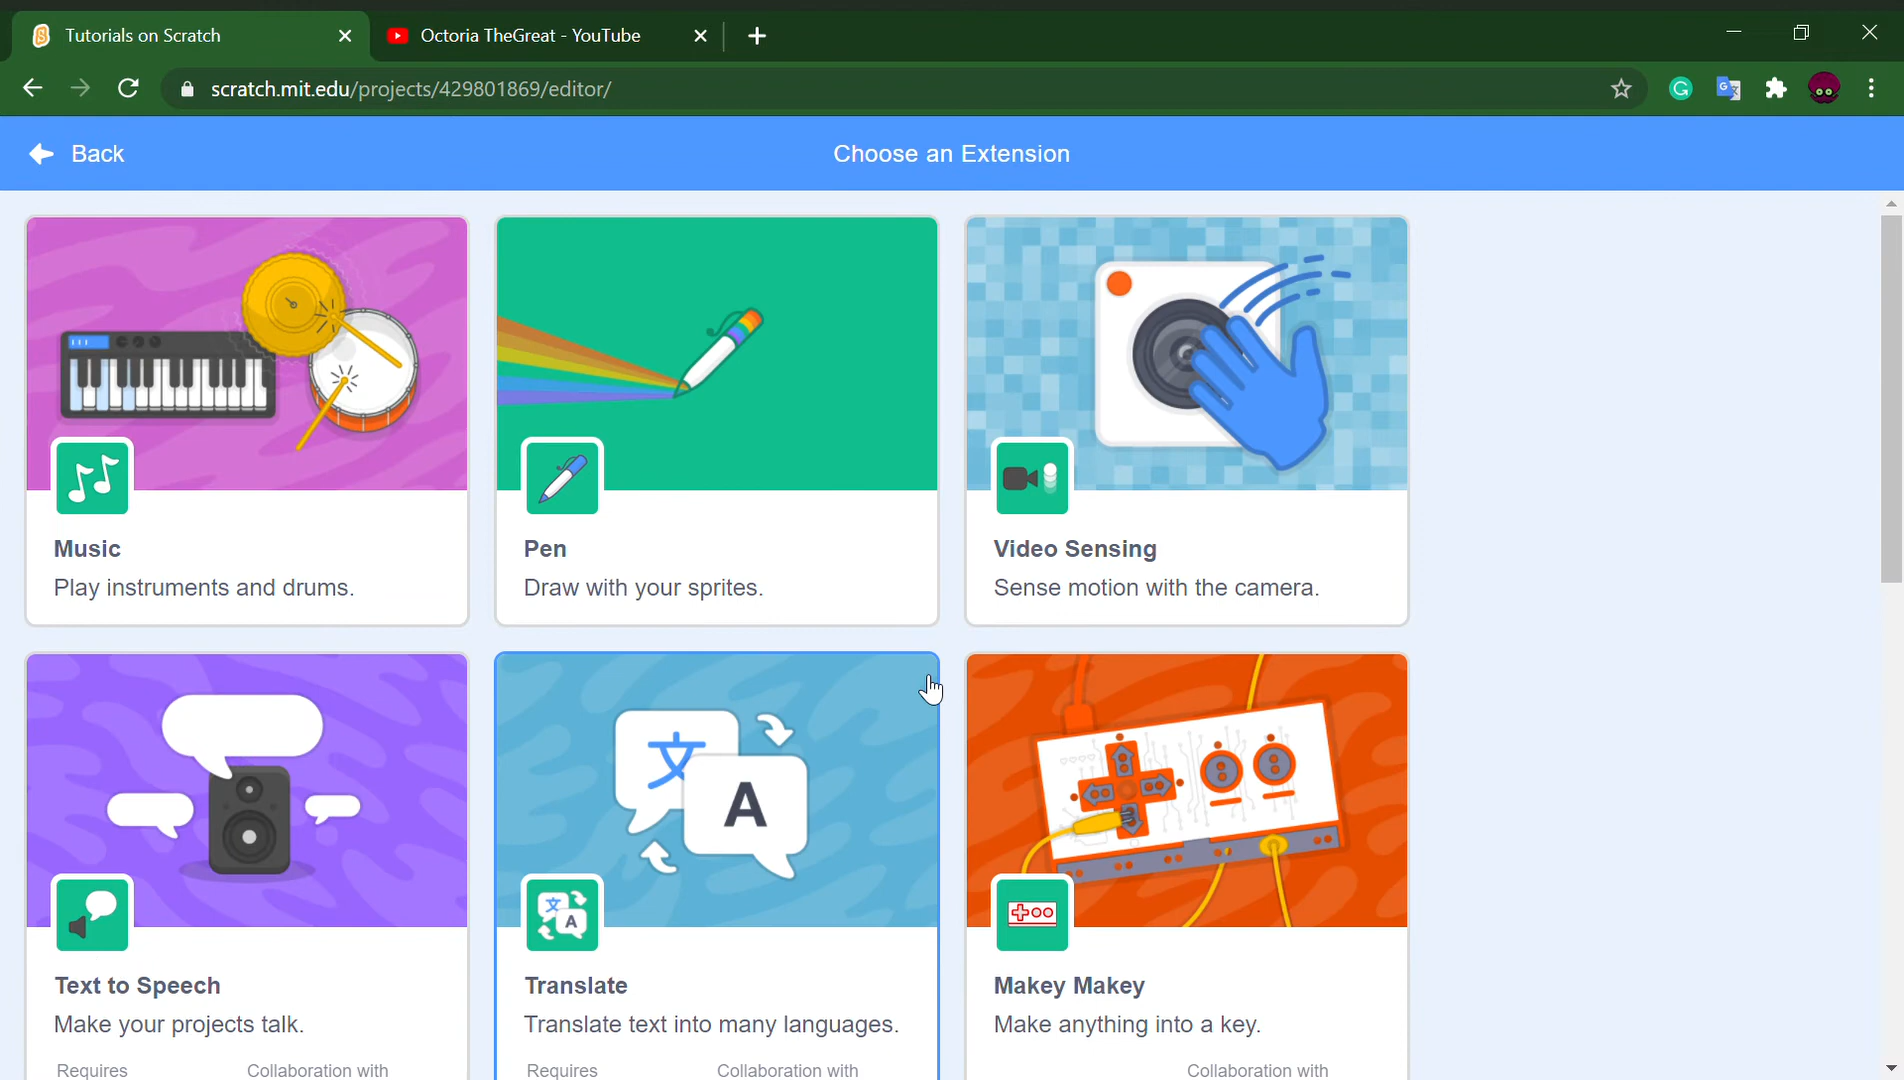 Tutorials on Scratch
Octoria TheGreat - YouTube
scratch.mit.edu/projects/429801869/editor/
Back
Choose an Extension
Music
Play instruments and drums.
Pen
Draw with your sprites.
Video Sensing
Sense motion with the camera.
文
A
Text to Speech
Make your projects talk.
Requires
Collaboration with
文
A
Translate
Translate text into many languages.
Requires
Collaboration with
Makey Makey
Make anything into a key.
Collaboration with